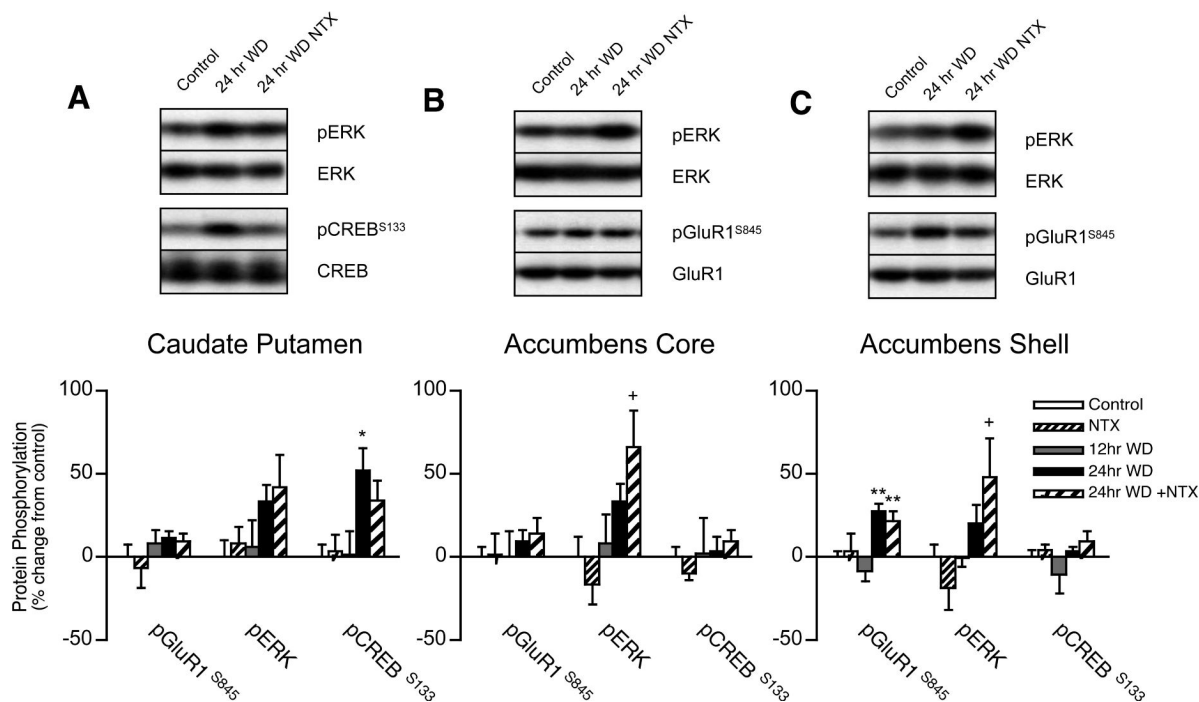 A
Control
24 hr WD
24 hr WD NTX
pERK
ERK
pCREB^S133
CREB
B
Control
24 hr WD
24 hr WD NTX
pERK
ERK
pGluR1^S845
GluR1
C
Control
24 hr WD
24 hr WD NTX
pERK
ERK
pGluR1^S845
GluR1
Caudate Putamen
Accumbens Core
Accumbens Shell
Protein Phosphorylation
(% change from control)
100
50
0
-50
*
pGluR1 S845
pERK
pCREB S133
100
50
0
-50
+
pGluR1 S845
pERK
pCREB S133
100
50
0
-50
**
**
+
pGluR1 S845
pERK
pCREB S133
Control
NTX
12hr WD
24hr WD
24hr WD +NTX